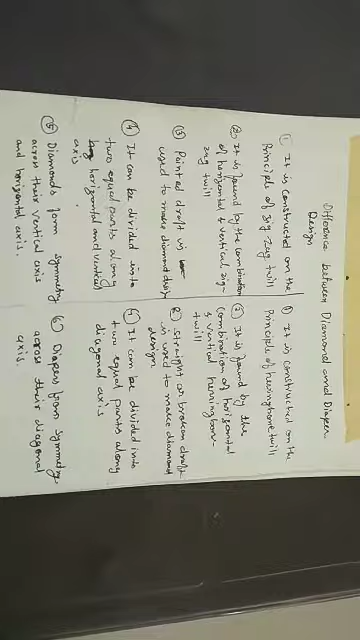 Difference between Diamond and Diaper
Design
① It is constructed on the
Principle of zig zag twill
② It is found by the combination
of horizontal & vertical zig-
zag twill
③ Pointed draft is
used to make diamond design
④ It can be divided into
two equal parts along
horizontal and vertical
axis.
⑤ Diamonds form symmetry
across their vertical axis
and horizontal axis.
① It is constructed on the
Principle of herringbone twill
② It is found by the
combination of horizontal
& vertical herringbone
twill
straight or broken draft
is used to make diamond
design
④ It can be divided into
two equal parts along
diagonal axis
⑥ Diapers form symmetry
across their diagonal
axis.